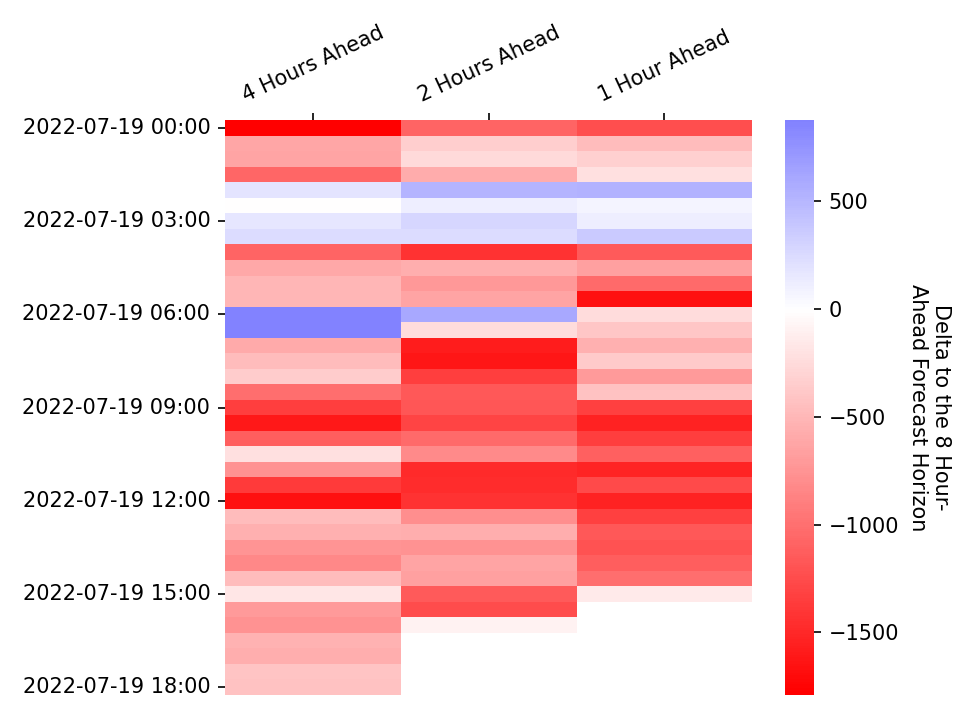 4 Hours Ahead
2 Hours Ahead
1 Hour Ahead
2022-07-19 00:00
2022-07-19 03:00
2022-07-19 06:00
2022-07-19 09:00
2022-07-19 12:00
2022-07-19 15:00
2022-07-19 18:00
500
0
−500
−1000
−1500
Delta to the 8 Hour-
Ahead Forecast Horizon